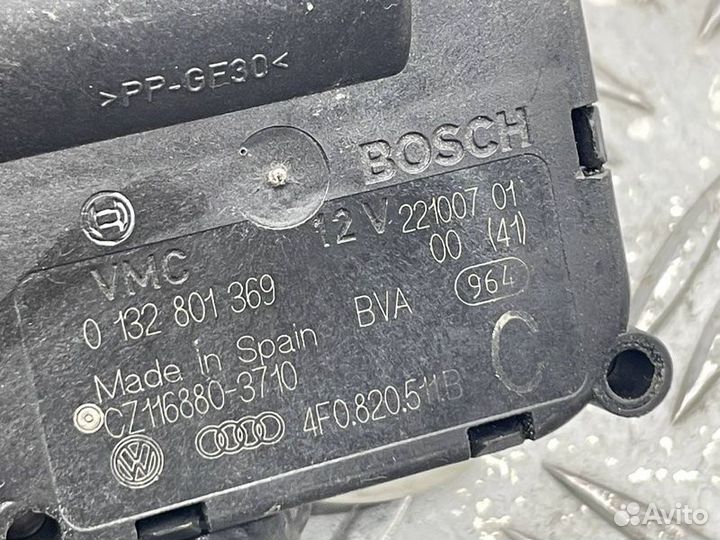 >PP-GF30<
BOSCH
12 V 221007 01
00 (41)
VMC
0 132 801 369
BVA 964
Made in Spain
C
CZ116880-3710
4F0.820.511.B
Avito